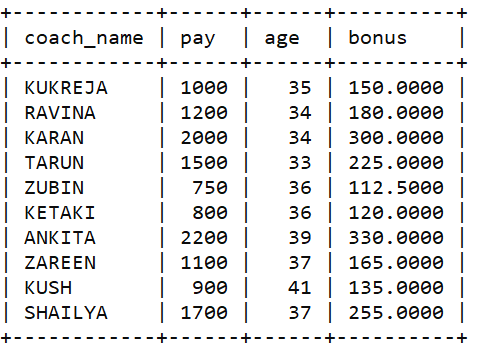 +------------+------+------+----------+
| coach_name | pay  | age  | bonus    |
+------------+------+------+----------+
| KUKREJA    | 1000 |   35 | 150.0000 |
| RAVINA     | 1200 |   34 | 180.0000 |
| KARAN      | 2000 |   34 | 300.0000 |
| TARUN      | 1500 |   33 | 225.0000 |
| ZUBIN      |  750 |   36 | 112.5000 |
| KETAKI     |  800 |   36 | 120.0000 |
| ANKITA     | 2200 |   39 | 330.0000 |
| ZAREEN     | 1100 |   37 | 165.0000 |
| KUSH       |  900 |   41 | 135.0000 |
| SHAILYA    | 1700 |   37 | 255.0000 |
+------------+------+------+----------+